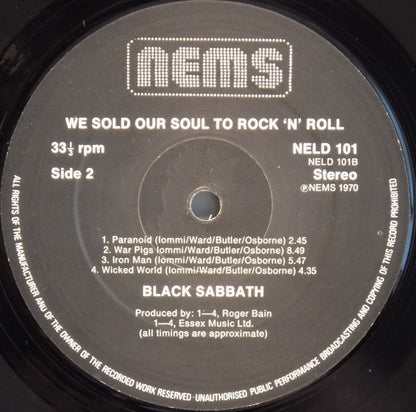 nems
WE SOLD OUR SOUL TO ROCK 'N' ROLL
33⅓ rpm
Side 2
NELD 101
NELD 101B
Stereo
ⓅNEMS 1970
1. Paranoid (Iommi/Ward/Butler/Osborne) 2.45
2. War Pigs (Iommi/Ward/Butler/Osborne) 8.49
3. Iron Man (Iommi/Ward/Butler/Osborne) 5.47
4. Wicked World (Iommi/Ward/Butler/Osborne) 4.35
BLACK SABBATH
Produced by: 1—4, Roger Bain
1—4, Essex Music Ltd.
(all timings are approximate)
ALL RIGHTS OF THE MANUFACTURER AND OF THE OWNER OF THE RECORDED WORK RESERVED · UNAUTHORISED PUBLIC PERFORMANCE BROADCASTING AND COPYING OF THIS RECORD PROHIBITED